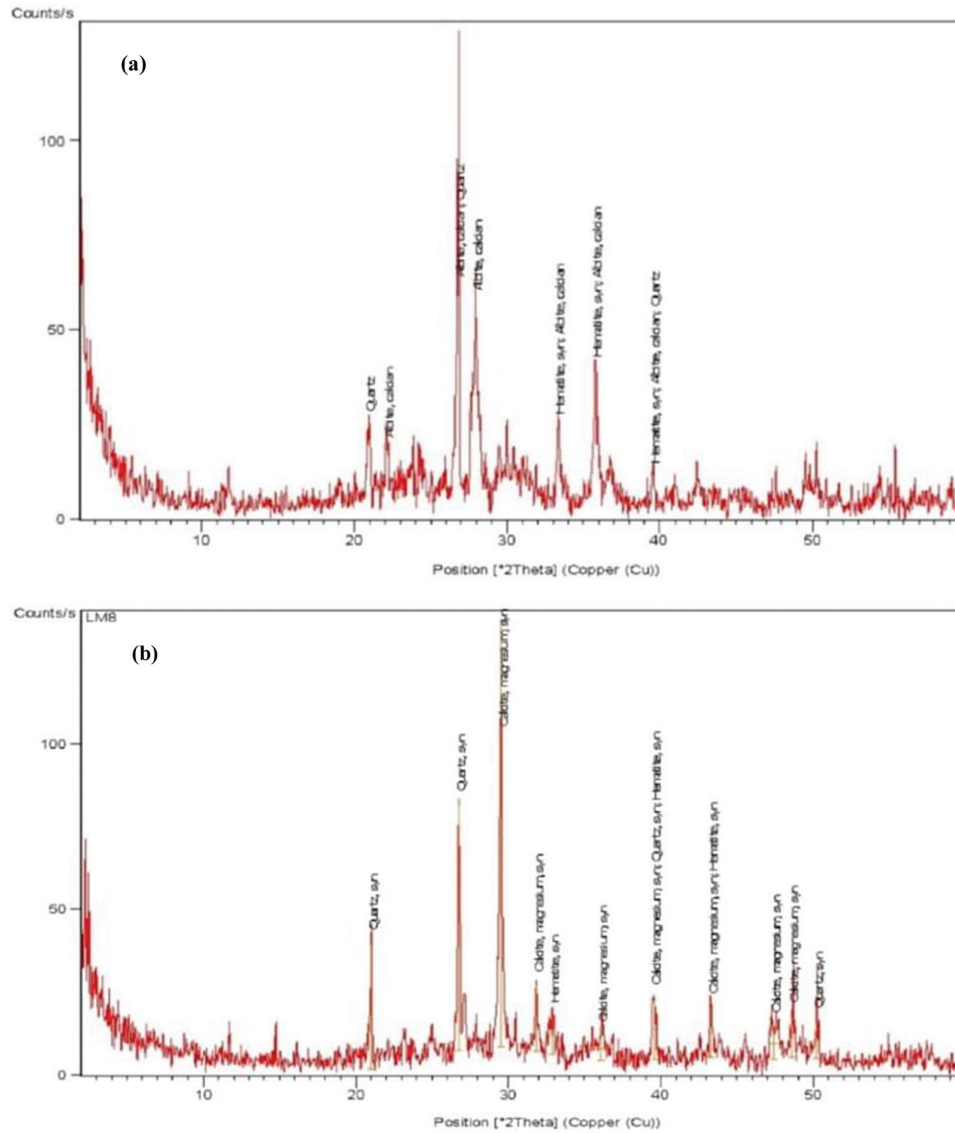 Counts/s
(a)
100
50
0
Quartz
Albite, calcian
Albite, calcian; Quartz
Albite, calcian
Hematite, syn; Albite, calcian
Hematite, syn; Albite, calcian
Hematite, syn; Albite, calcian; Quartz
10
20
30
40
50
Position [°2Theta] (Copper (Cu))
Counts/s
LM8
(b)
100
50
0
Quartz, syn
Quartz, syn
Calcite, magnesium, syn
Calcite, magnesium, syn
Hematite, syn
Calcite, magnesium, syn
Calcite, magnesium, syn; Quartz, syn; Hematite, syn
Calcite, magnesium, syn; Hematite, syn
Calcite, magnesium, syn
Calcite, magnesium, syn
Quartz, syn
10
20
30
40
50
Position [°2Theta] (Copper (Cu))